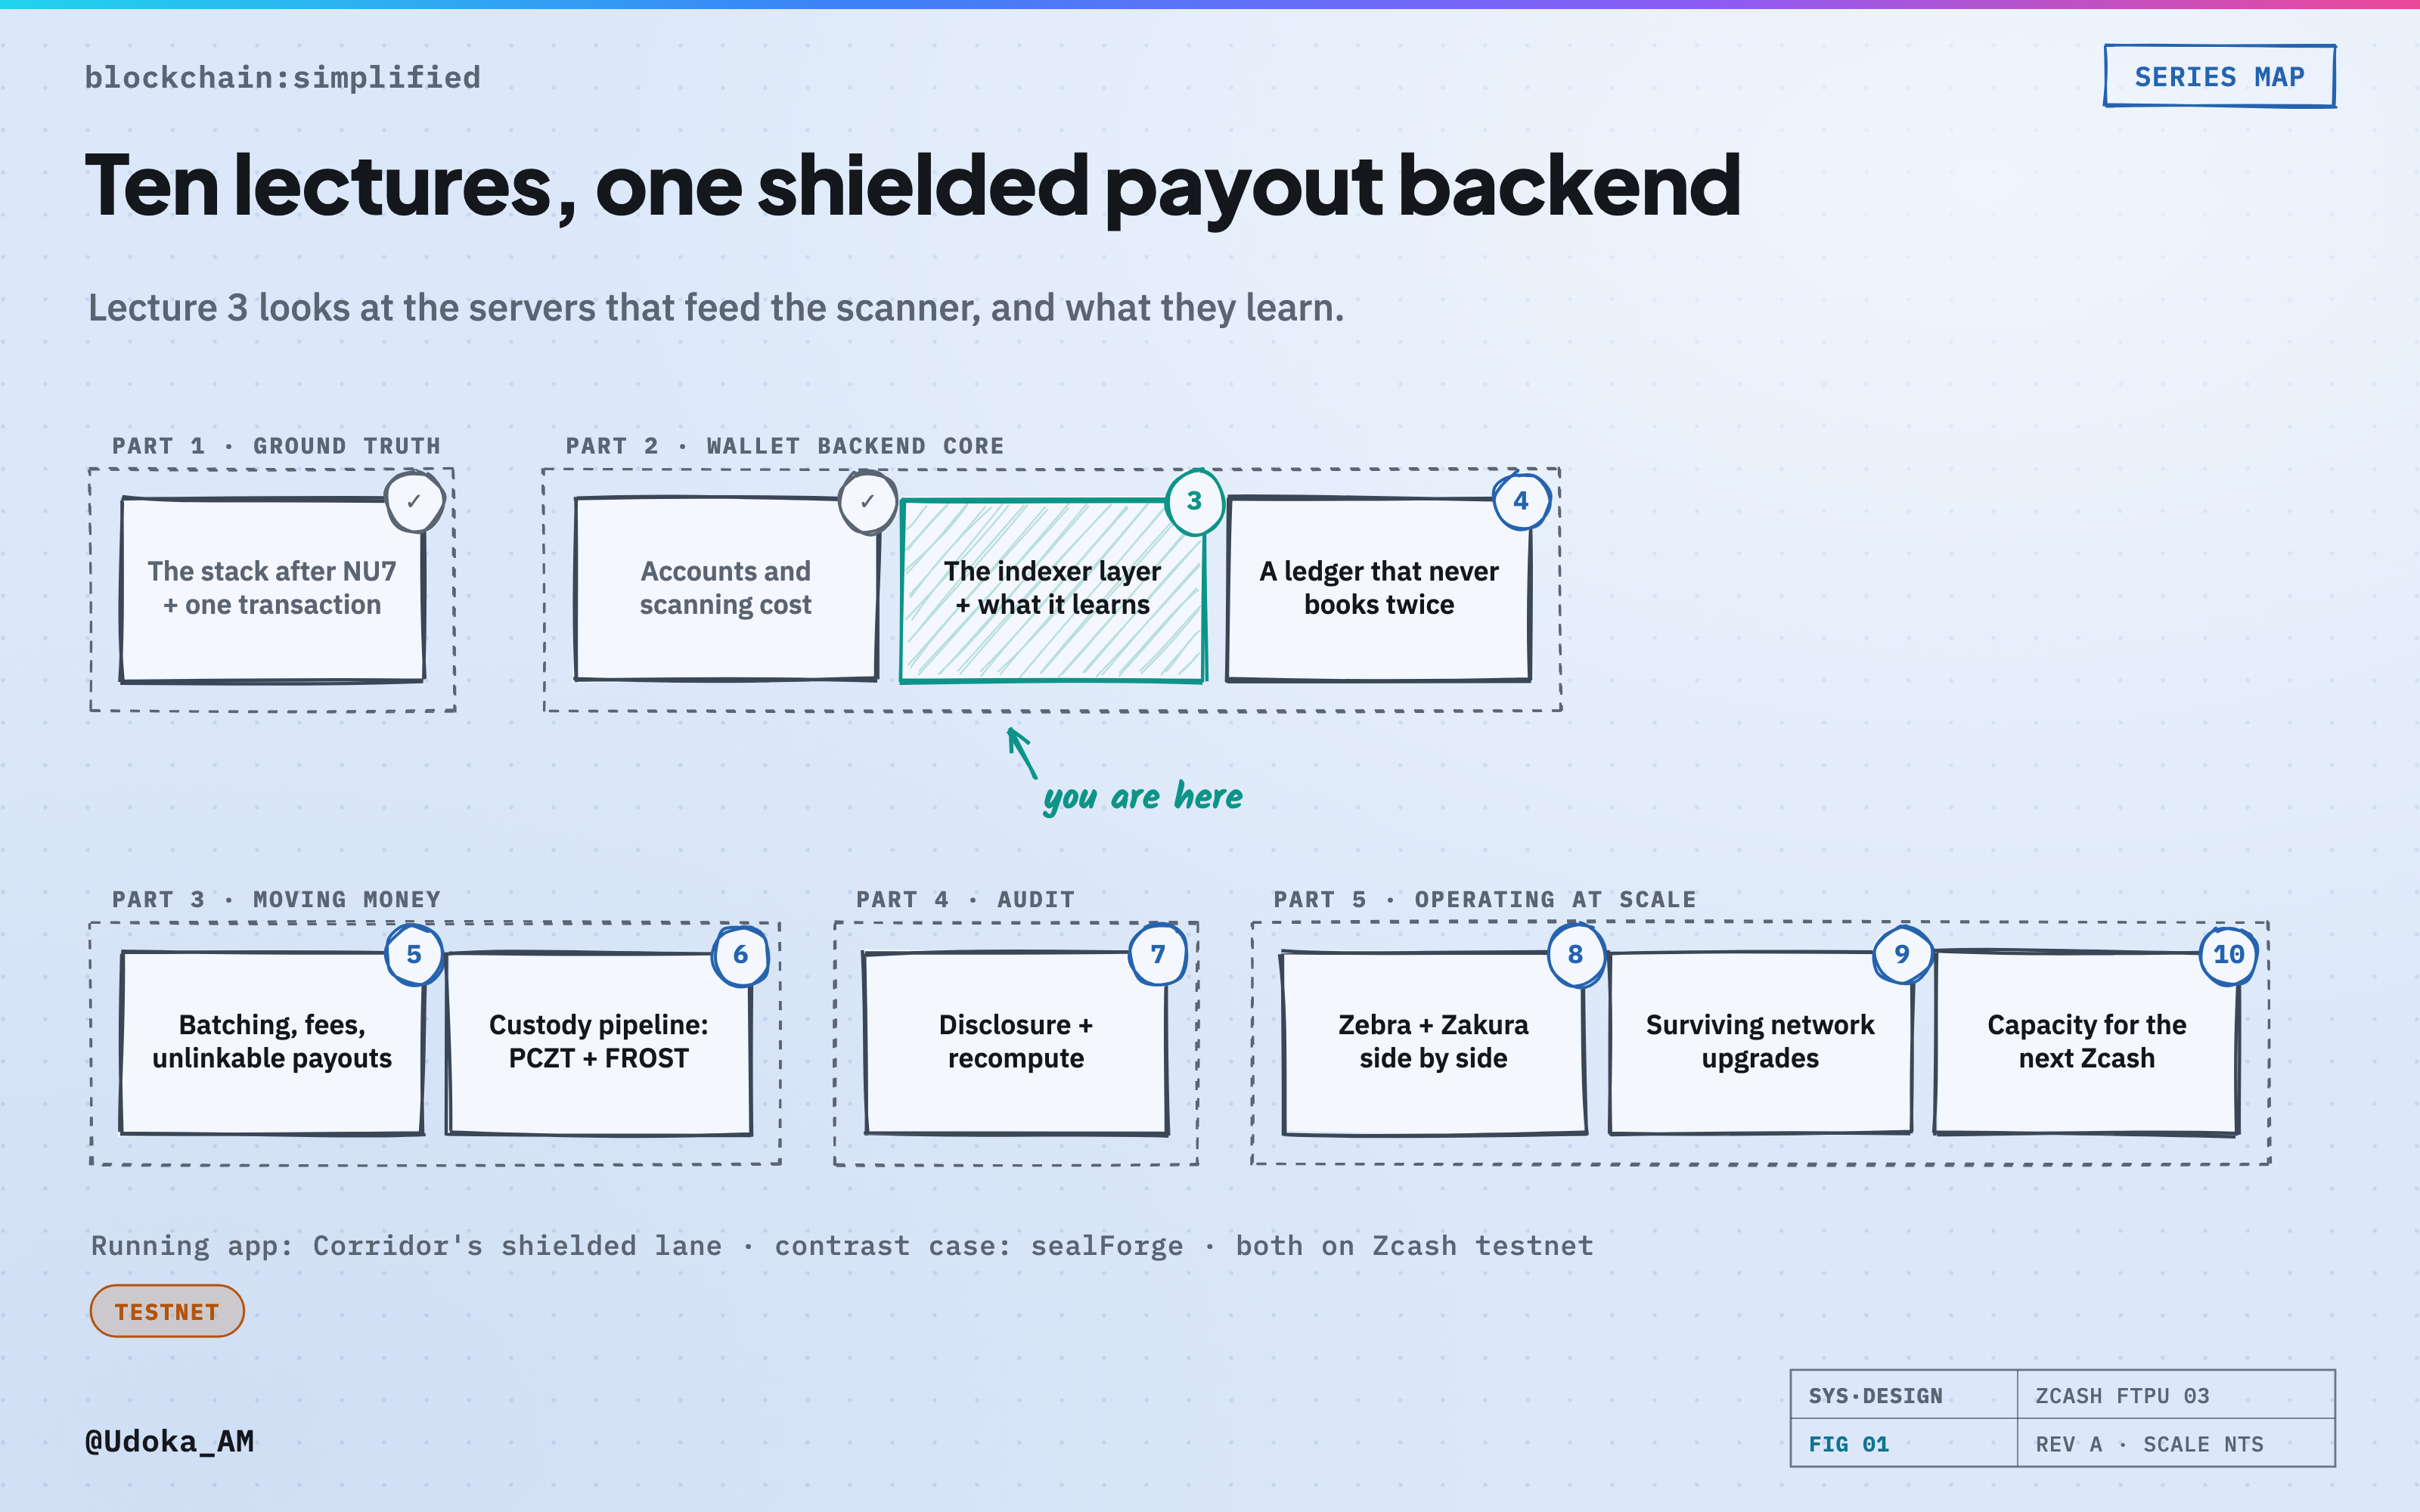 blockchain:simplified
SERIES MAP
Ten lectures, one shielded payout backend
Lecture 3 looks at the servers that feed the scanner, and what they learn.
PART 1 · GROUND TRUTH
✓
The stack after NU7
+ one transaction
PART 2 · WALLET BACKEND CORE
✓
Accounts and
scanning cost
3
The indexer layer
+ what it learns
4
A ledger that never
books twice
you are here
PART 3 · MOVING MONEY
5
Batching, fees,
unlinkable payouts
6
Custody pipeline:
PCZT + FROST
PART 4 · AUDIT
7
Disclosure +
recompute
PART 5 · OPERATING AT SCALE
8
Zebra + Zakura
side by side
9
Surviving network
upgrades
10
Capacity for the
next Zcash
Running app: Corridor's shielded lane · contrast case: sealForge · both on Zcash testnet
TESTNET
@Udoka_AM
SYS·DESIGN
ZCASH FTPU 03
FIG 01
REV A · SCALE NTS